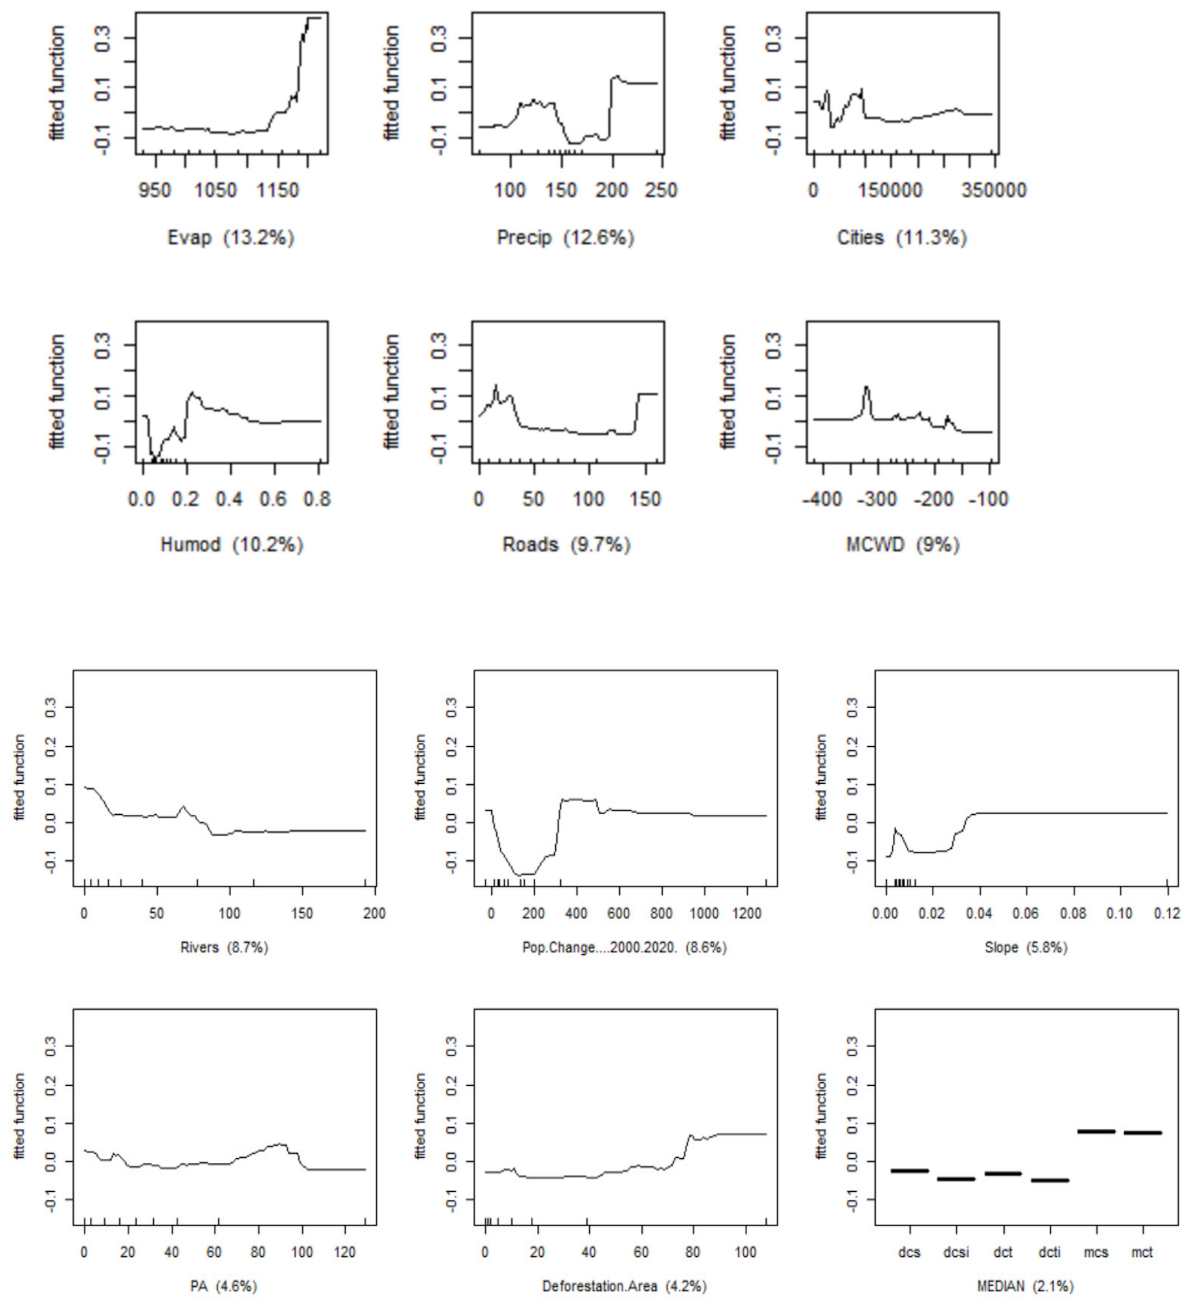 fitted function
-0.1 0.1 0.3
950 1050 1150
Evap (13.2%)
fitted function
-0.1 0.1 0.3
100 150 200 250
Precip (12.6%)
fitted function
-0.1 0.1 0.3
0 150000 350000
Cities (11.3%)
fitted function
-0.1 0.1 0.3
0.0 0.2 0.4 0.6 0.8
Humod (10.2%)
fitted function
-0.1 0.1 0.3
0 50 100 150
Roads (9.7%)
fitted function
-0.1 0.1 0.3
-400 -300 -200 -100
MCWD (9%)
fitted function
-0.1 0.0 0.1 0.2 0.3
0 50 100 150 200
Rivers (8.7%)
fitted function
-0.1 0.0 0.1 0.2 0.3
0 200 400 600 800 1000 1200
Pop.Change....2000.2020. (8.6%)
fitted function
-0.1 0.0 0.1 0.2 0.3
0.00 0.02 0.04 0.06 0.08 0.10 0.12
Slope (5.8%)
fitted function
-0.1 0.0 0.1 0.2 0.3
0 20 40 60 80 100 120
PA (4.6%)
fitted function
-0.1 0.0 0.1 0.2 0.3
0 20 40 60 80 100
Deforestation.Area (4.2%)
fitted function
-0.1 0.0 0.1 0.2 0.3
dcs dcsi dct dcti mcs mct
MEDIAN (2.1%)